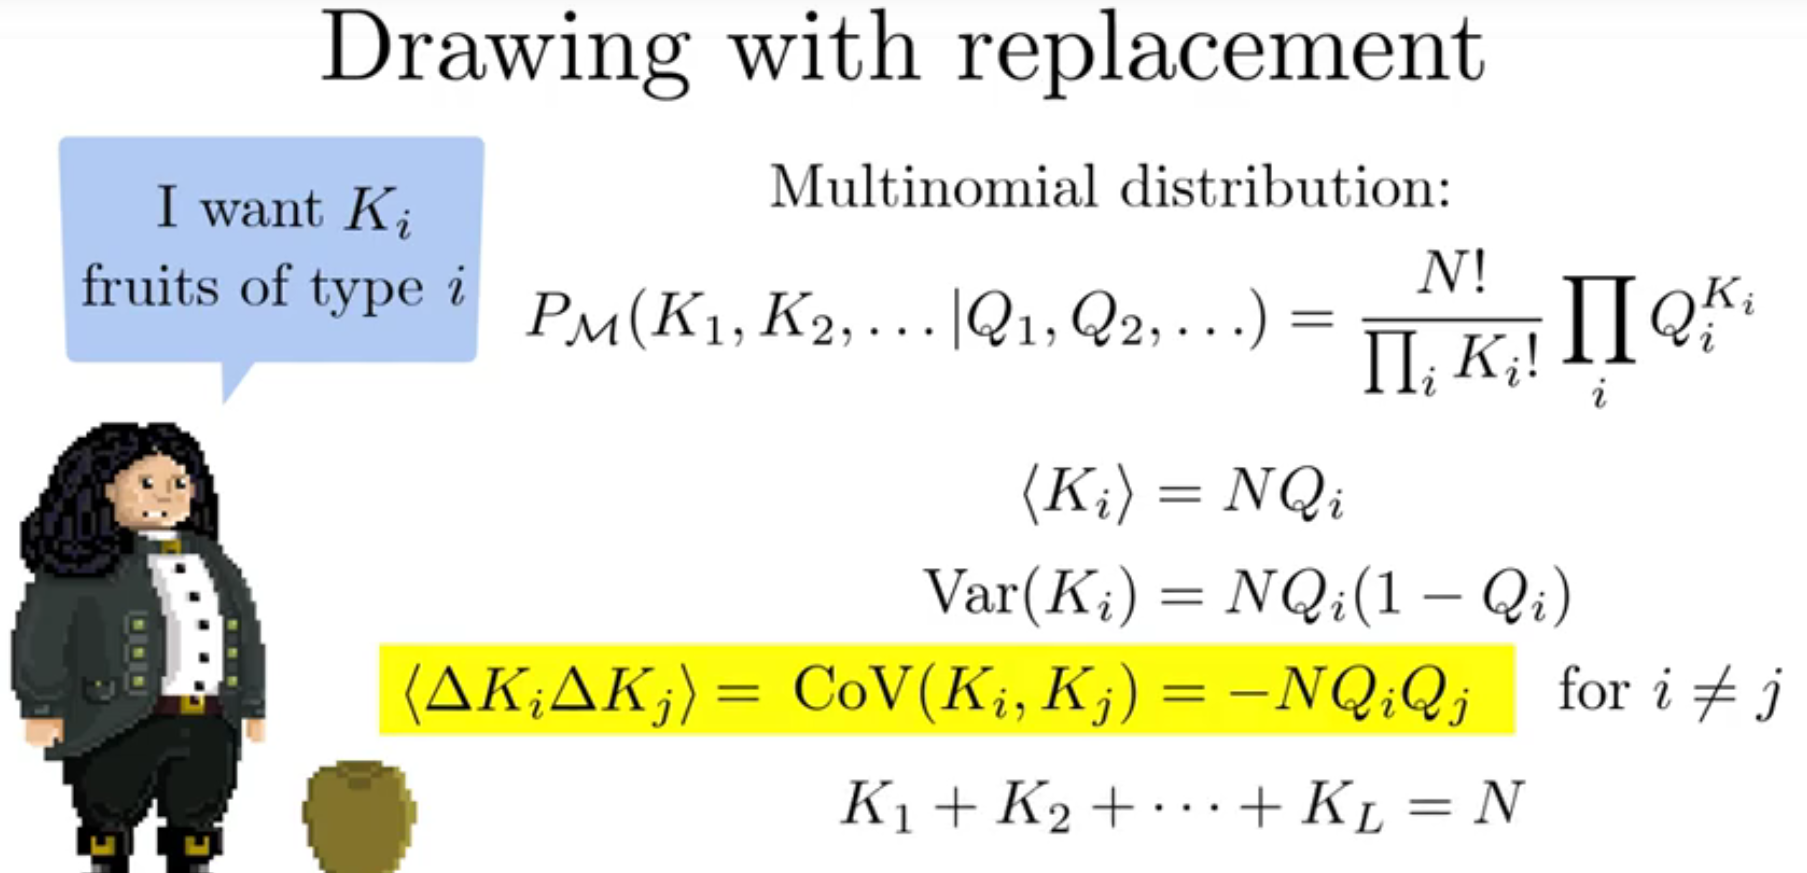 Drawing with replacement
I want K_i
fruits of type i
Multinomial distribution:
P_ℳ(K_1, K_2, … |Q_1, Q_2, …) = \frac{N!}{∏_i K_i!} ∏_i Q_i^{K_i}
⟨K_i⟩ = NQ_i
Var(K_i) = NQ_i(1 − Q_i)
⟨ΔK_iΔK_j⟩ = CoV(K_i, K_j) = −NQ_iQ_j for i ≠ j
K_1 + K_2 + ⋯ + K_L = N